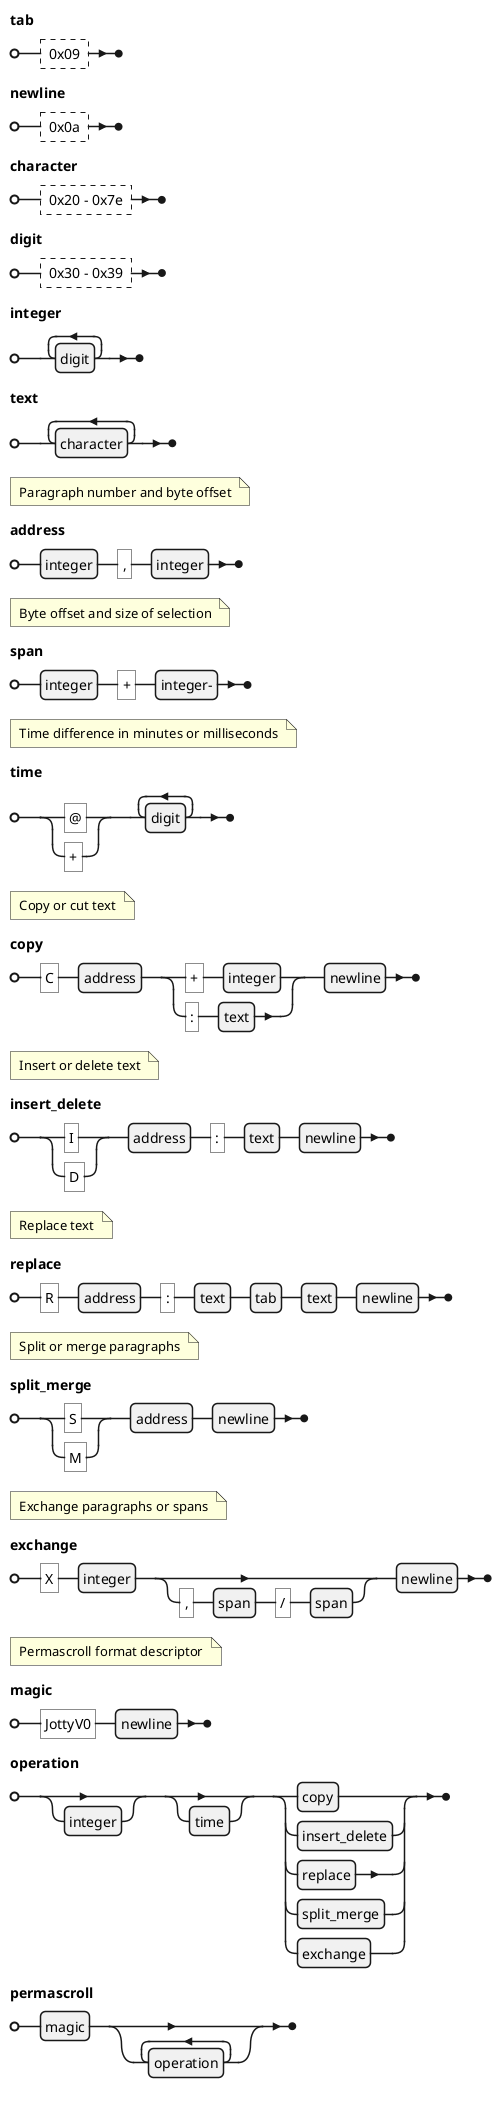 tab
0x09
newline
0x0a
character
0x20 - 0x7e
digit
0x30 - 0x39
integer
digit
text
character
Paragraph number and byte offset
address
integer , integer
Byte offset and size of selection
span
integer + integer-
Time difference in minutes or milliseconds
time
@ digit
+
Copy or cut text
copy
C address + integer newline
: text
Insert or delete text
insert_delete
I address : text newline
D
Replace text
replace
R address : text tab text newline
Split or merge paragraphs
split_merge
S address newline
M
Exchange paragraphs or spans
exchange
X integer newline
, span / span
Permascroll format descriptor
magic
JottyV0 newline
operation
copy
integer time insert_delete
replace
split_merge
exchange
permascroll
magic
operation